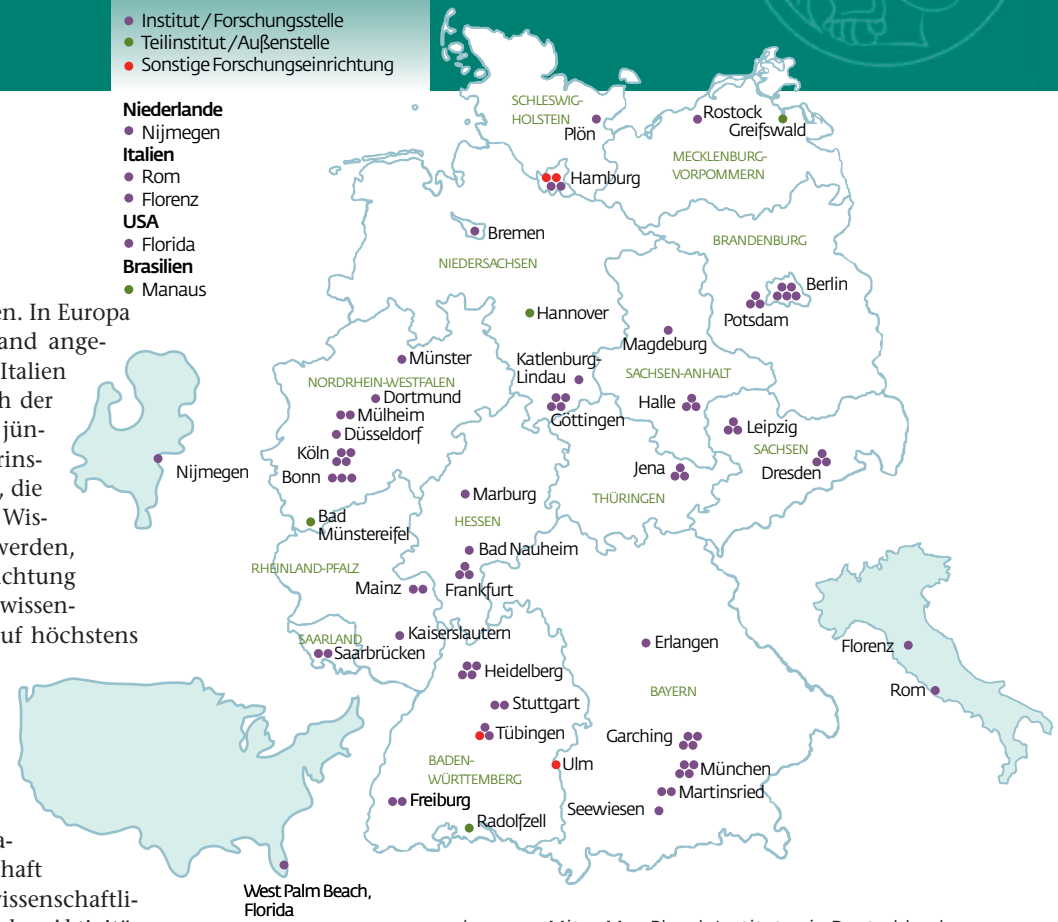 Institut/Forschungsstelle
Teilinstitut/Außenstelle
Sonstige Forschungseinrichtung
Niederlande
Nijmegen
Italien
Rom
Florenz
USA
Florida
Brasilien
Manaus
en. In Europa
and ange-
Italien
h der
jün-
rins-
, die
Wis-
werden,
ichtung
wissen-
uf höchstens
a-
haft
issenschaftli-
SCHLESWIG-
HOLSTEIN
Plön
Rostock
Greifswald
MECKLENBURG-
VORPOMMERN
Hamburg
Bremen
NIEDERSACHSEN
BRANDENBURG
Berlin
Potsdam
Hannover
Magdeburg
Münster
Katlenburg-
Lindau
SACHSEN-ANHALT
NORDRHEIN-WESTFALEN
Dortmund
Mülheim
Göttingen
Halle
Düsseldorf
Leipzig
Köln
SACHSEN
Bonn
Jena
Dresden
Nijmegen
Marburg
THÜRINGEN
Bad
Münstereifel
HESSEN
Bad Nauheim
RHEINLAND-PFALZ
Mainz
Frankfurt
SAARLAND
Kaiserslautern
Saarbrücken
Erlangen
Florenz
Heidelberg
Rom
BAYERN
Stuttgart
Tübingen
Garching
BADEN-
WÜRTTEMBERG
Ulm
München
Martinsried
Freiburg
Seewiesen
Radolfzell
West Palm Beach,
Florida